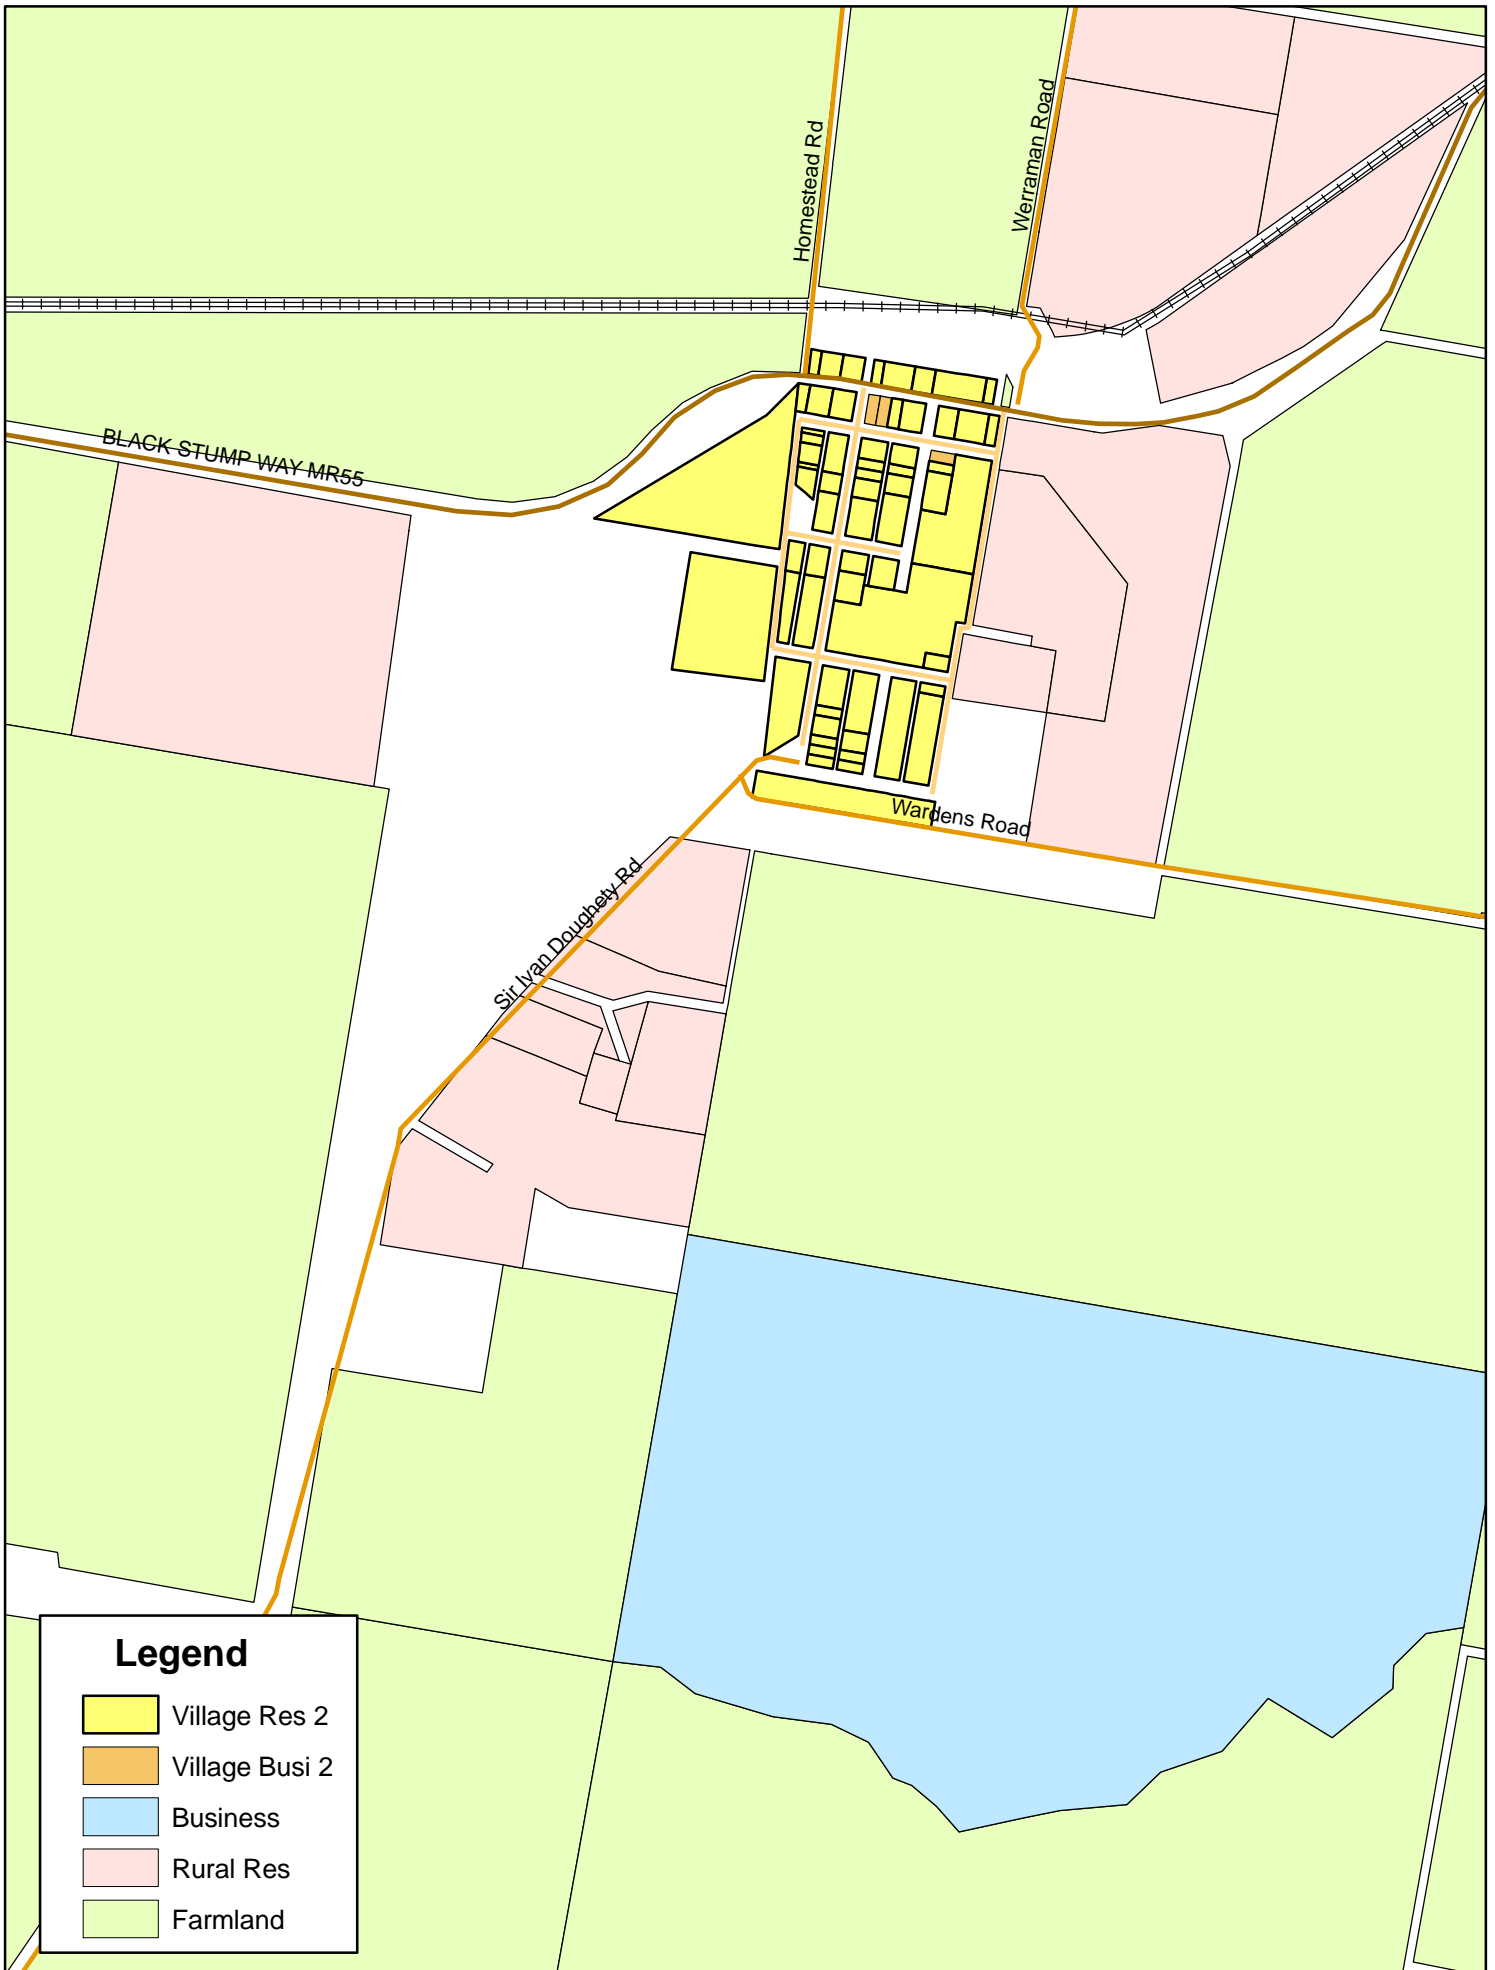 Homestead Rd
Werraman Road
BLACK STUMP WAY MR55
Wardens Road
Sir Ivan Doughety Rd
Legend
Village Res 2
Village Busi 2
Business
Rural Res
Farmland